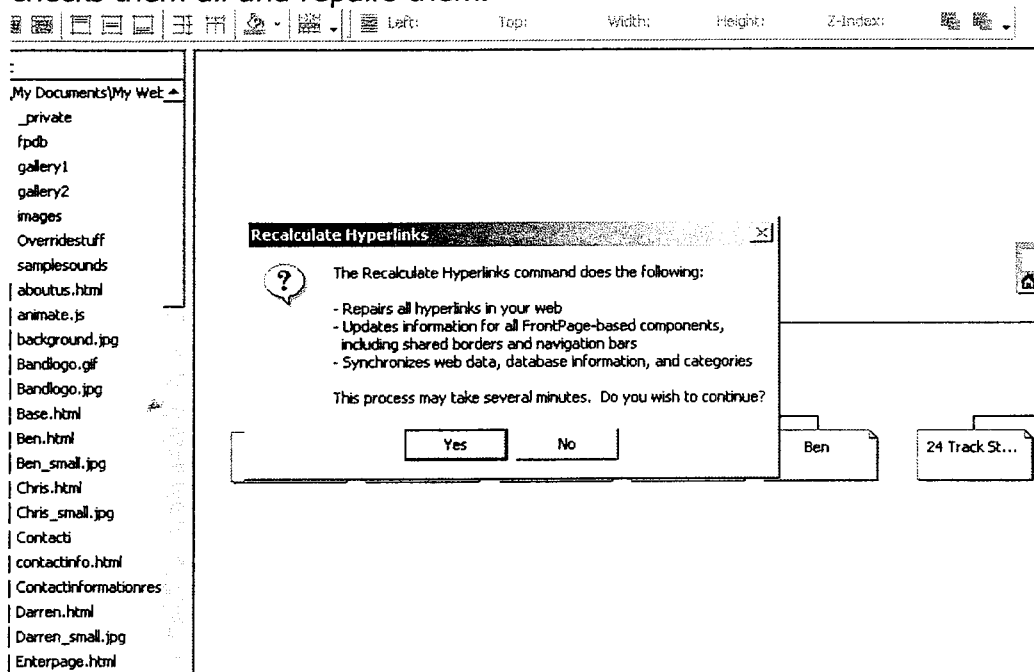 checks them all and repairs them.
Left: Top: Width: Height: Z-Index:
My Documents\My Web
_private
fpdb
gallery1
gallery2
images
Overridestuff
samplesounds
aboutus.html
animate.js
background.jpg
Bandlogo.gif
Bandlogo.jpg
Base.html
Ben.html
Ben_small.jpg
Chris.html
Chris_small.jpg
Contacti
contactinfo.html
Contactinformationres
Darren.html
Darren_small.jpg
Enterpage.html
Recalculate Hyperlinks
The Recalculate Hyperlinks command does the following:
- Repairs all hyperlinks in your web
- Updates information for all FrontPage-based components,
including shared borders and navigation bars
- Synchronizes web data, database information, and categories
This process may take several minutes. Do you wish to continue?
Yes No
Ben 24 Track St...